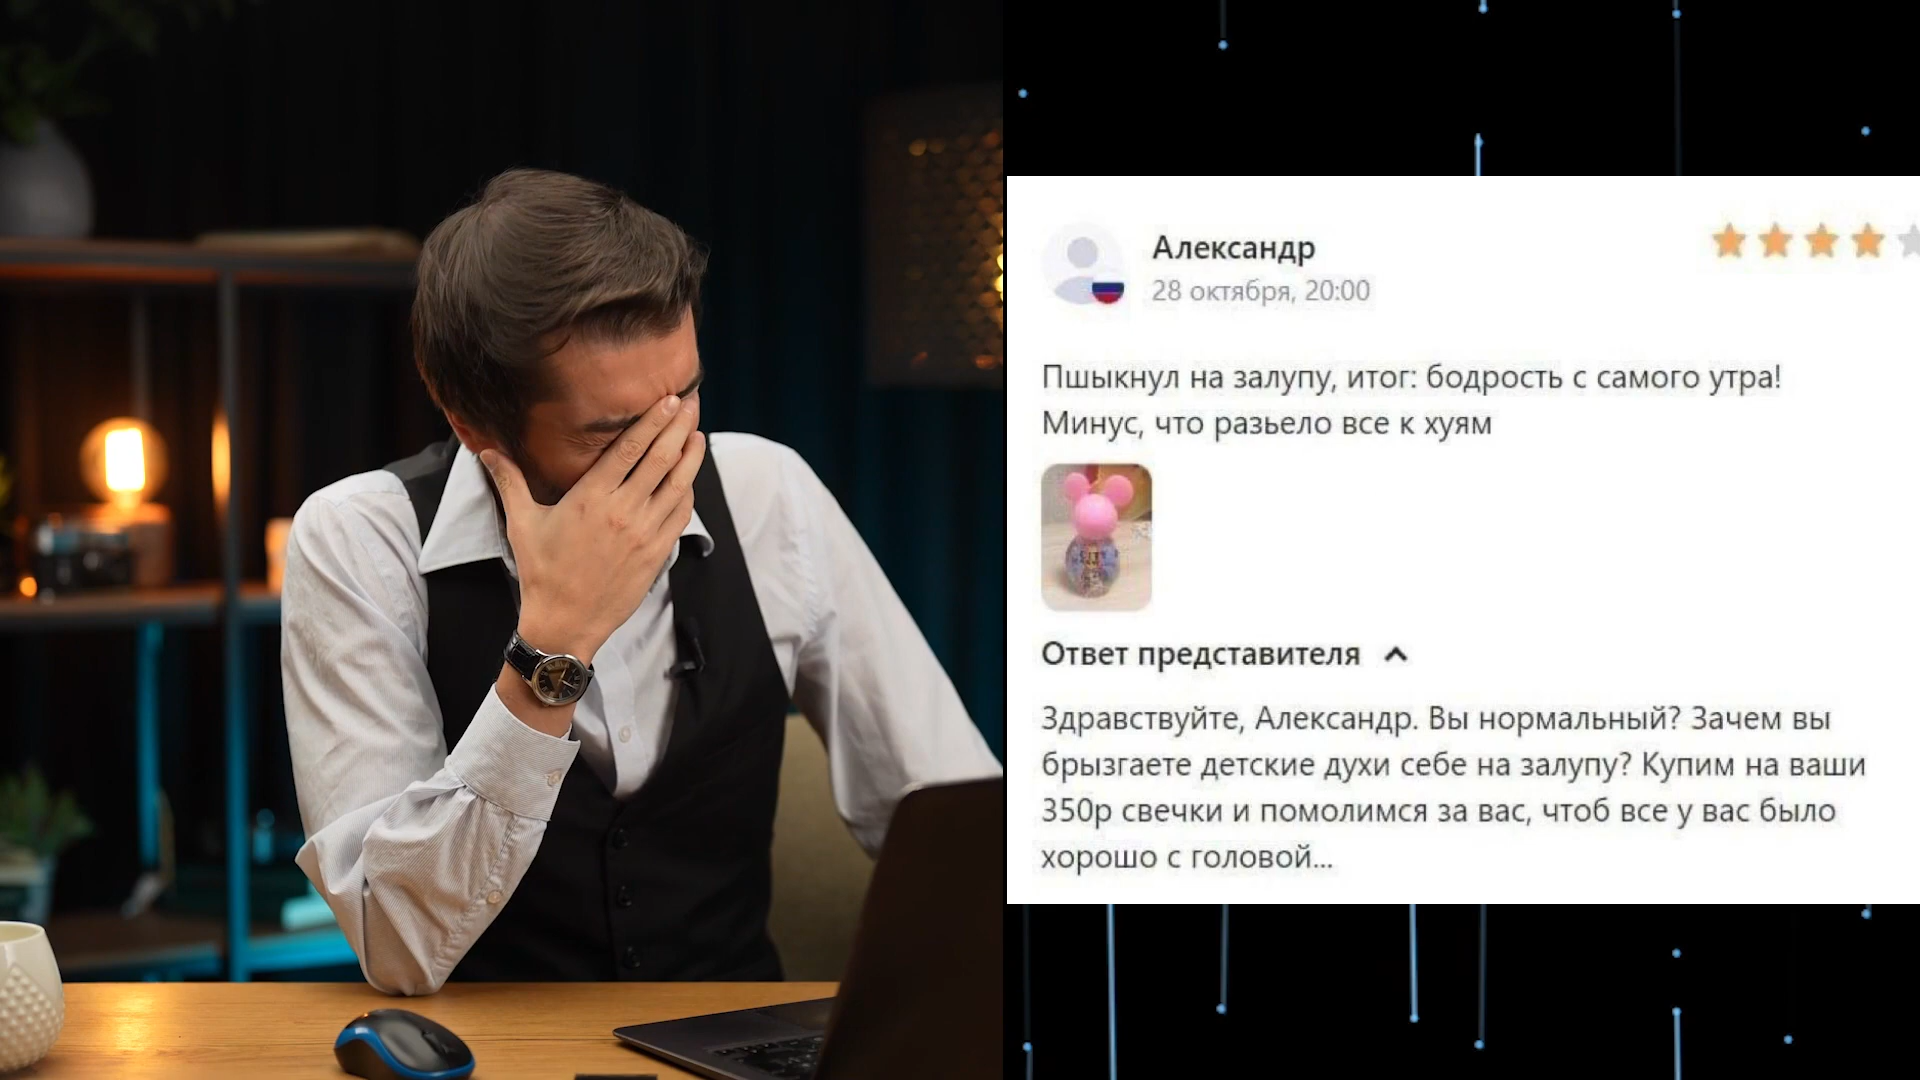 Александр
28 октября, 20:00
Пшыкнул на залупу, итог: бодрость с самого утра!
Минус, что разьело все к хуям
Ответ представителя
Здравствуйте, Александр. Вы нормальный? Зачем вы
брызгаете детские духи себе на залупу? Купим на ваши
350р свечки и помолимся за вас, чтоб все у вас было
хорошо с головой...